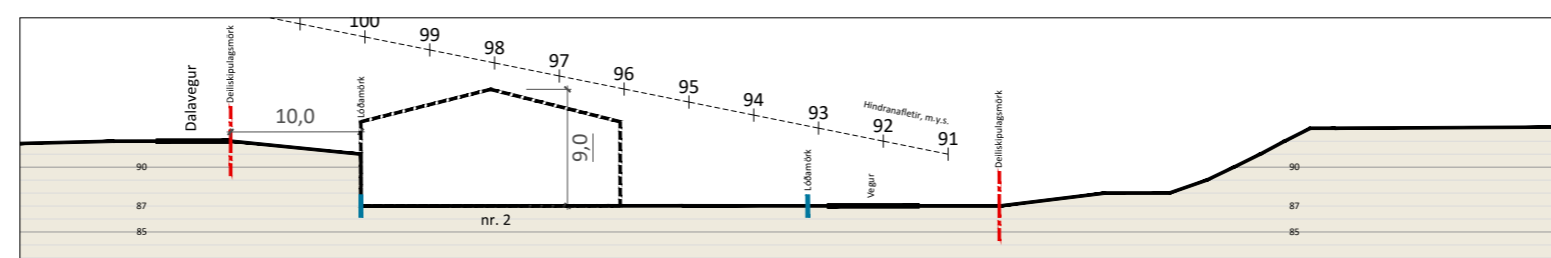 100
99
98
97
96
95
94
93
92
91
Hindranafletir, m.y.s.
Dalavegur
Deiliskipulagsmörk
10,0
Lóðamörk
9,0
Lóðamörk
Vegur
Deiliskipulagsmörk
90
90
87
87
nr. 2
85
85